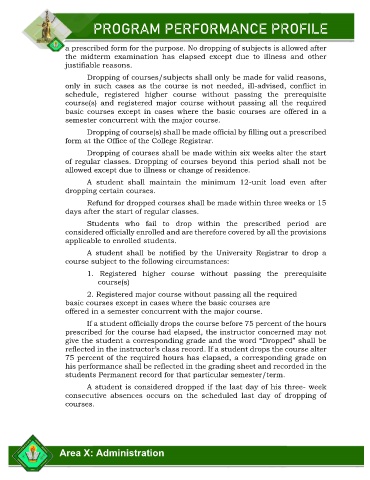 PROGRAM PERFORMANCE PROFILE
a prescribed form for the purpose. No dropping of subjects is allowed after
the midterm examination has elapsed except due to illness and other
justifiable reasons.
Dropping of courses/subjects shall only be made for valid reasons,
only in such cases as the course is not needed, ill-advised, conflict in
schedule, registered higher course without passing the prerequisite
course(s) and registered major course without passing all the required
basic courses except in cases where the basic courses are offered in a
semester concurrent with the major course.
Dropping of course(s) shall be made official by filling out a prescribed
form at the Office of the College Registrar.
Dropping of courses shall be made within six weeks alter the start
of regular classes. Dropping of courses beyond this period shall not be
allowed except due to illness or change of residence.
A student shall maintain the minimum 12-unit load even after
dropping certain courses.
Refund for dropped courses shall be made within three weeks or 15
days after the start of regular classes.
Students who fail to drop within the prescribed period are
considered officially enrolled and are therefore covered by all the provisions
applicable to enrolled students.
A student shall be notified by the University Registrar to drop a
course subject to the following circumstances:
1. Registered higher course without passing the prerequisite
course(s)
2. Registered major course without passing all the required
basic courses except in cases where the basic courses are
offered in a semester concurrent with the major course.
If a student officially drops the course before 75 percent of the hours
prescribed for the course had elapsed, the instructor concerned may not
give the student a corresponding grade and the word “Dropped” shall be
reflected in the instructor's class record. If a student drops the course alter
75 percent of the required hours has elapsed, a corresponding grade on
his performance shall be reflected in the grading sheet and recorded in the
students Permanent record for that particular semester/term.
A student is considered dropped if the last day of his three- week
consecutive absences occurs on the scheduled last day of dropping of
courses.
Area X: Administration